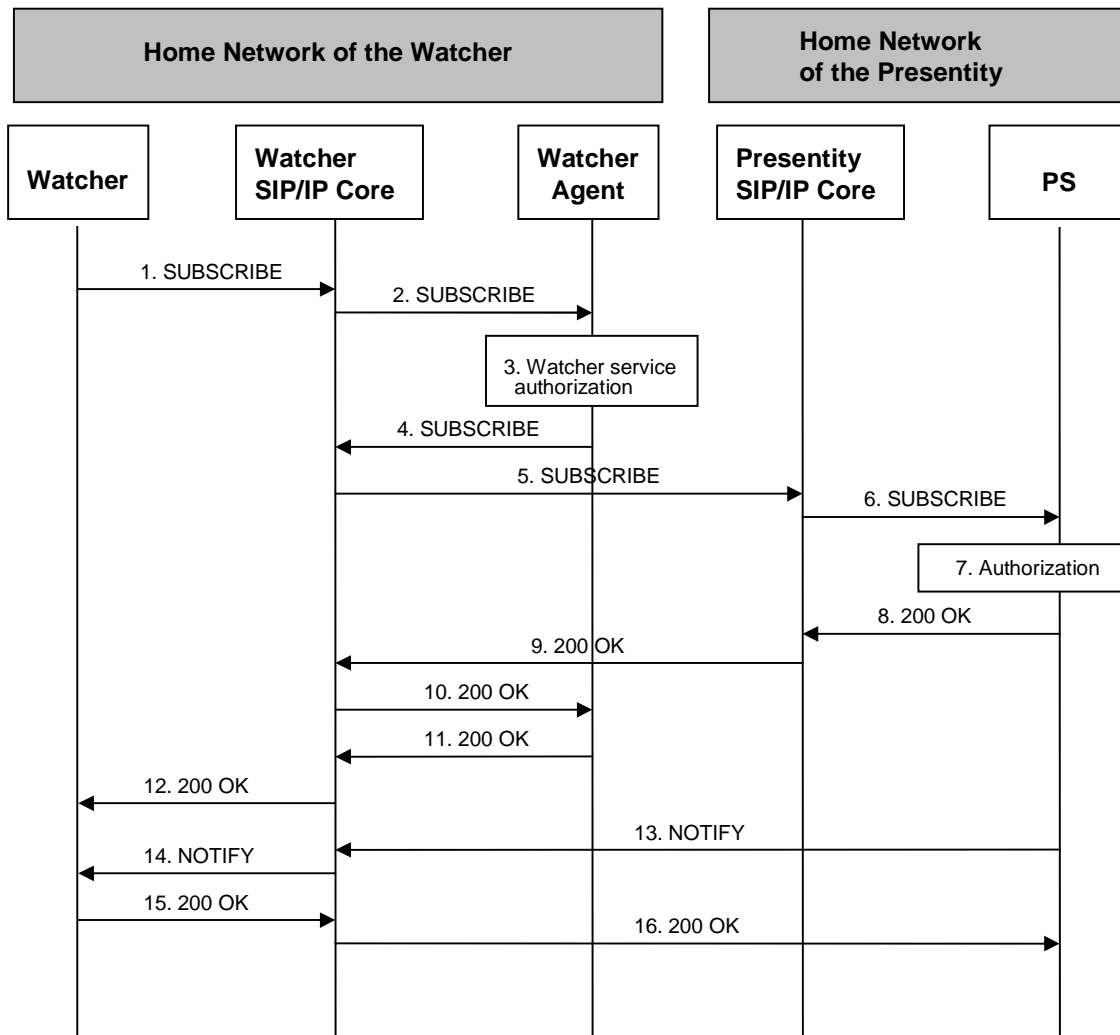 Home Network of the Watcher
Home Network
of the Presentity
Watcher
Watcher
SIP/IP Core
Watcher
Agent
Presentity
SIP/IP Core
PS
1. SUBSCRIBE
2. SUBSCRIBE
3. Watcher service
authorization
4. SUBSCRIBE
5. SUBSCRIBE
6. SUBSCRIBE
7. Authorization
8. 200 OK
9. 200 OK
10. 200 OK
11. 200 OK
12. 200 OK
13. NOTIFY
14. NOTIFY
15. 200 OK
16. 200 OK